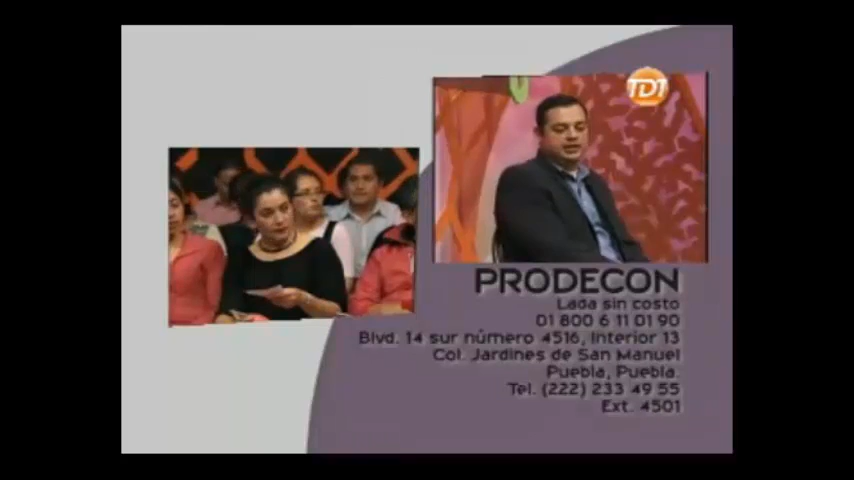 TDT
PRODECON
Lada sin costo
01 800 6 11 01 90
Blvd. 14 sur número 4516, Interior 13
Col. Jardines de San Manuel
Puebla, Puebla.
Tel. (222) 233 49 55
Ext. 4501